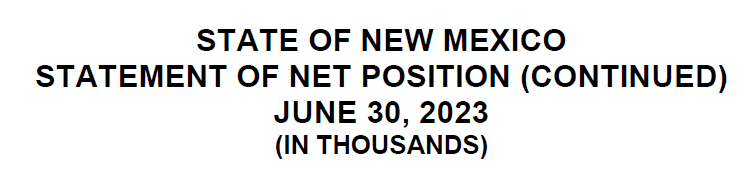 STATE OF NEW MEXICO
STATEMENT OF NET POSITION (CONTINUED)
JUNE 30, 2023
(IN THOUSANDS)